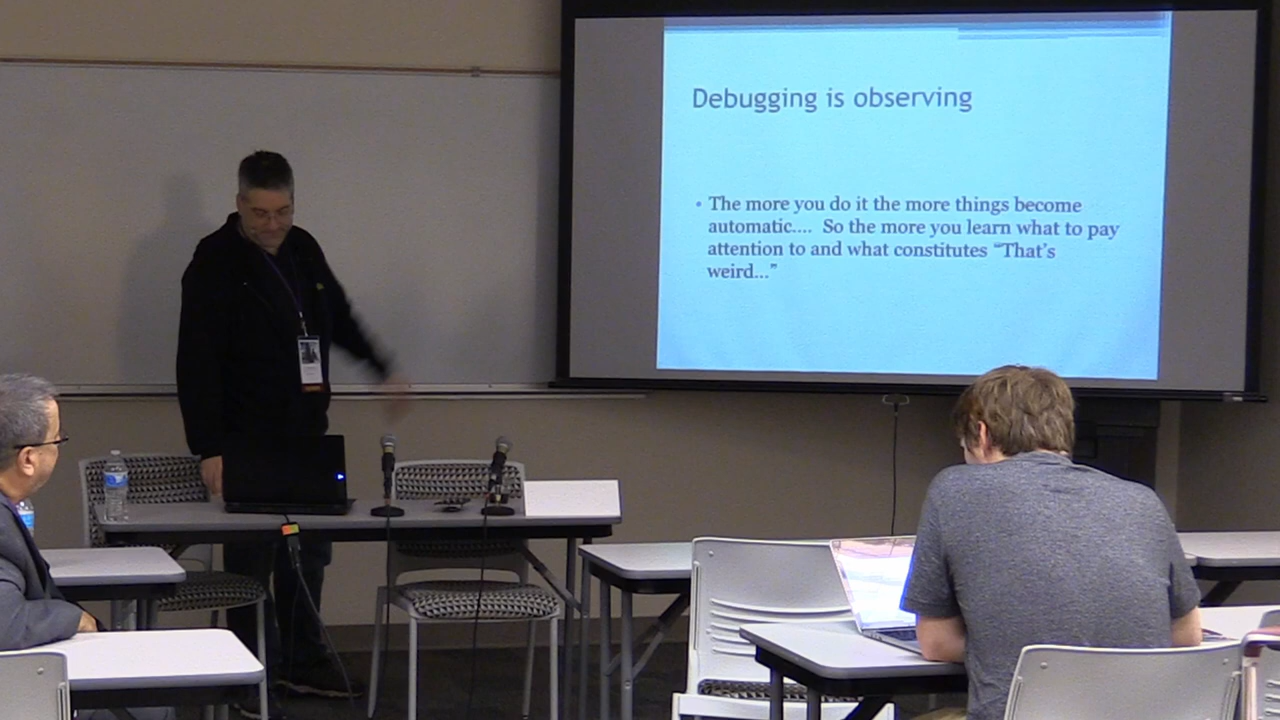 Debugging is observing
• The more you do it the more things become
automatic.... So the more you learn what to pay
attention to and what constitutes “That’s
weird...”